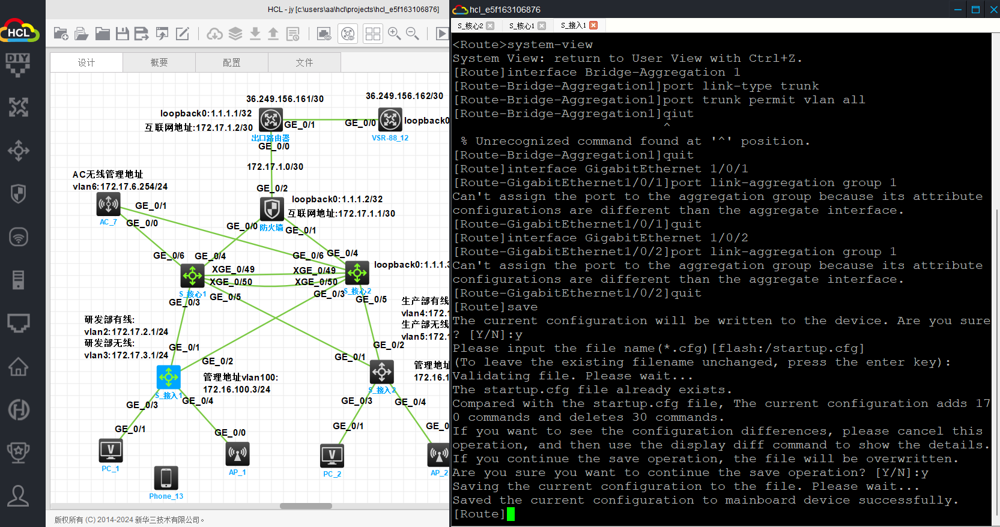 HCL - jy [c:\users\aa\hcl\projects\hcl_e5f163106876]
HCL
DIY
设计
概要
配置
文件
36.249.156.161/30
36.249.156.162/30
loopback0:1.1.1.1/32
互联网地址:172.17.1.2/30
GE_0/1
GE_0/0
loopback0
出口路由器
VSR-88_12
GE_0/0
172.17.1.0/30
AC无线管理地址
vlan6:172.17.6.254/24
GE_0/2
loopback0:1.1.1.2/32
互联网地址:172.17.1.1/30
GE_0/1
AC_7
GE_0/0
GE_0/0
防火墙
GE_0/1
GE_0/6
GE_0/4
GE_0/6
GE_0/4
loopback0:1.1.1.3
XGE_0/49
XGE_0/49
XGE_0/50
XGE_0/50
S_核心1
GE_0/5
GE_0/3
S_核心2
GE_0/3
GE_0/5
生产部有线
vlan4:172.1
生产部无线
vlan5:172.1
研发部有线:
vlan2:172.17.2.1/24
研发部无线:
vlan3:172.17.3.1/24
GE_0/1
GE_0/2
GE_0/2
GE_0/1
管理地址vlan100:
172.16.100.3/24
管理地址
172.16.1
S_接入1
S_接入2
GE_0/3
GE_0/4
GE_0/3
GE_0/4
GE_0/1
GE_0/0
GE_0/1
GE_0
PC_1
AP_1
PC_2
AP_2
Phone_13
版权所有 (C) 2014-2024 新华三技术有限公司。
hcl_e5f163106876
S_核心2
S_核心1
S_接入1
<Route>system-view
System View: return to User View with Ctrl+Z.
[Route]interface Bridge-Aggregation 1
[Route-Bridge-Aggregation1]port link-type trunk
[Route-Bridge-Aggregation1]port trunk permit vlan all
[Route-Bridge-Aggregation1]qiut
^
% Unrecognized command found at '^' position.
[Route-Bridge-Aggregation1]quit
[Route]interface GigabitEthernet 1/0/1
[Route-GigabitEthernet1/0/1]port link-aggregation group 1
Can't assign the port to the aggregation group because its attribute
configurations are different than the aggregate interface.
[Route-GigabitEthernet1/0/1]quit
[Route]interface GigabitEthernet 1/0/2
[Route-GigabitEthernet1/0/2]port link-aggregation group 1
Can't assign the port to the aggregation group because its attribute
configurations are different than the aggregate interface.
[Route-GigabitEthernet1/0/2]quit
[Route]save
The current configuration will be written to the device. Are you sure
? [Y/N]:y
Please input the file name(*.cfg)[flash:/startup.cfg]
(To leave the existing filename unchanged, press the enter key):
Validating file. Please wait...
The startup.cfg file already exists.
Compared with the startup.cfg file, The current configuration adds 17
0 commands and deletes 30 commands.
If you want to see the configuration differences, please cancel this
operation, and then use the display diff command to show the details.
If you continue the save operation, the file will be overwritten.
Are you sure you want to continue the save operation? [Y/N]:y
Saving the current configuration to the file. Please wait...
Saved the current configuration to mainboard device successfully.
[Route]